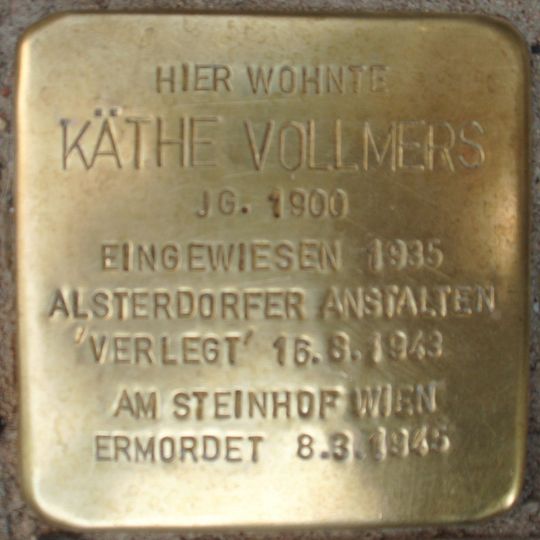 HIER WOHNTE
KÄTHE VOLLMERS
JG. 1900
EINGEWIESEN 1935
ALSTERDORFER ANSTALTEN
'VERLEGT' 16.8.1943
AM STEINHOF WIEN
ERMORDET 8.3.1945